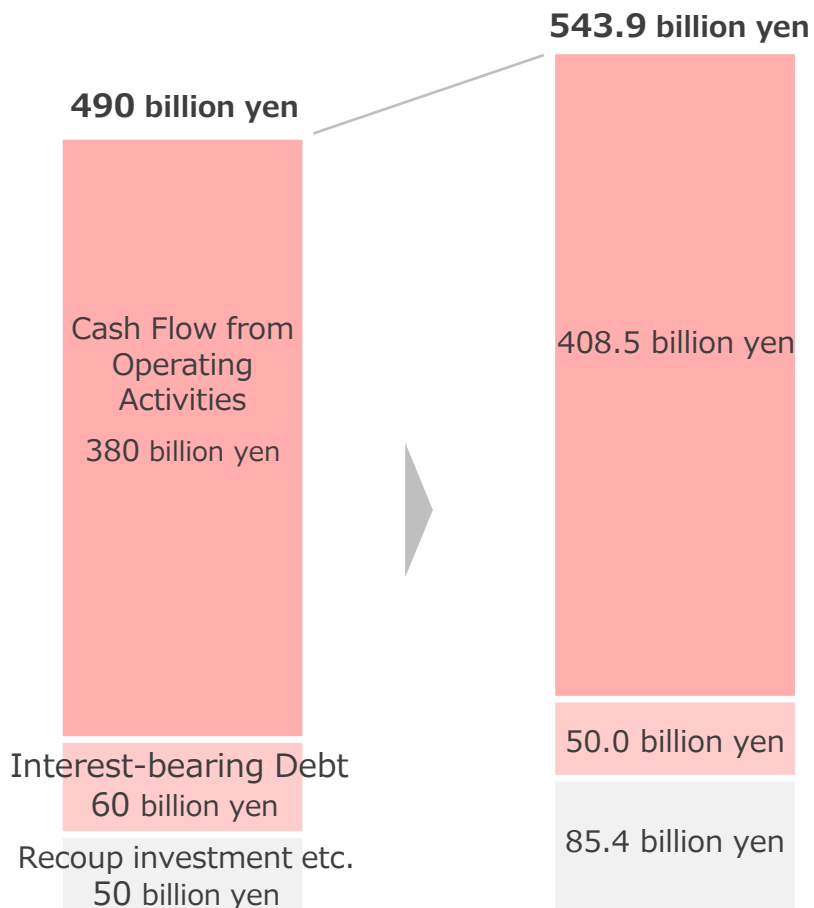 543.9 billion yen
490 billion yen
Cash Flow from
Operating
Activities
380 billion yen
408.5 billion yen
Interest-bearing Debt
60 billion yen
50.0 billion yen
Recoup investment etc.
50 billion yen
85.4 billion yen